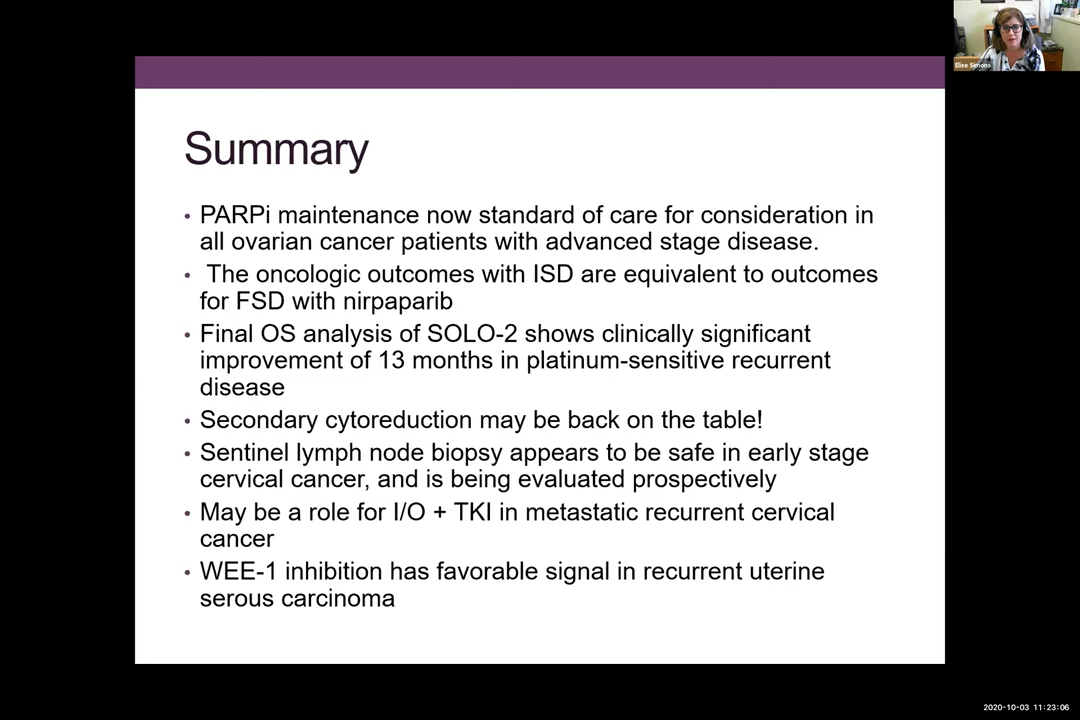 Elise Simons
Summary
• PARPi maintenance now standard of care for consideration in
all ovarian cancer patients with advanced stage disease.
• The oncologic outcomes with ISD are equivalent to outcomes
for FSD with nirpaparib
• Final OS analysis of SOLO-2 shows clinically significant
improvement of 13 months in platinum-sensitive recurrent
disease
• Secondary cytoreduction may be back on the table!
• Sentinel lymph node biopsy appears to be safe in early stage
cervical cancer, and is being evaluated prospectively
• May be a role for I/O + TKI in metastatic recurrent cervical
cancer
• WEE-1 inhibition has favorable signal in recurrent uterine
serous carcinoma
2020-10-03 11:23:06